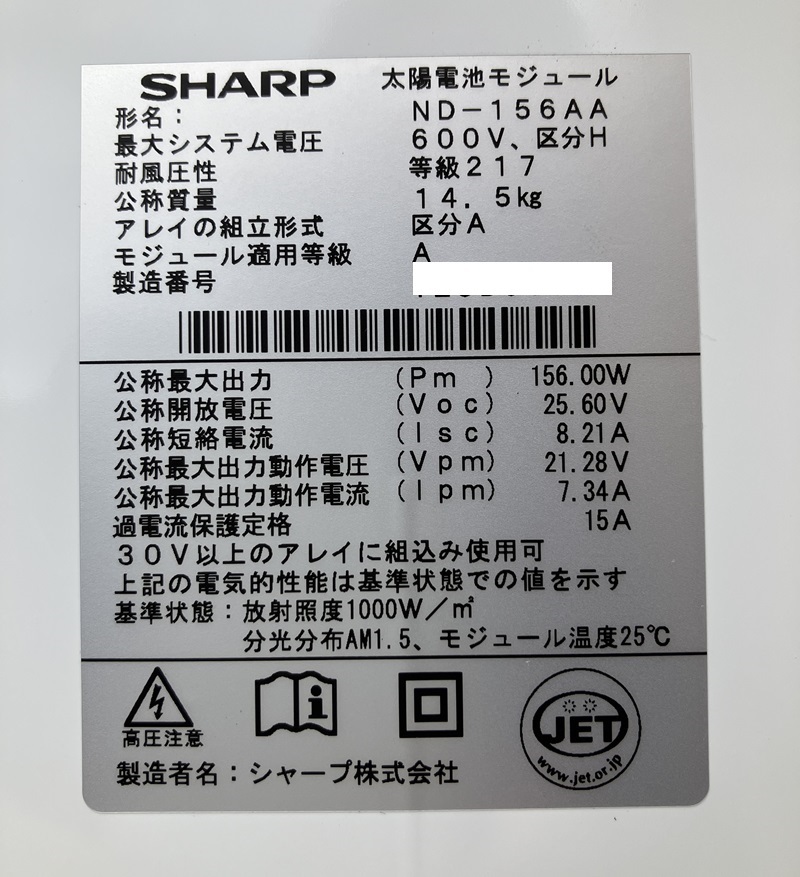 SHARP 太陽電池モジュール
形名： ND－156AA
最大システム電圧 600V、区分H
耐風圧性 等級217
公称質量 14．5kg
アレイの組立形式 区分A
モジュール適用等級 A
製造番号
公称最大出力 (Pm ) 156.00W
公称開放電圧 (Voc) 25.60V
公称短絡電流 (Isc) 8.21A
公称最大出力動作電圧 (Vpm) 21.28V
公称最大出力動作電流 (Ipm) 7.34A
過電流保護定格 15A
30V以上のアレイに組込み使用可
上記の電気的性能は基準状態での値を示す
基準状態：放射照度1000W／㎡
分光分布AM1.5、モジュール温度25℃
高圧注意
JET
www.jet.or.jp
製造者名：シャープ株式会社